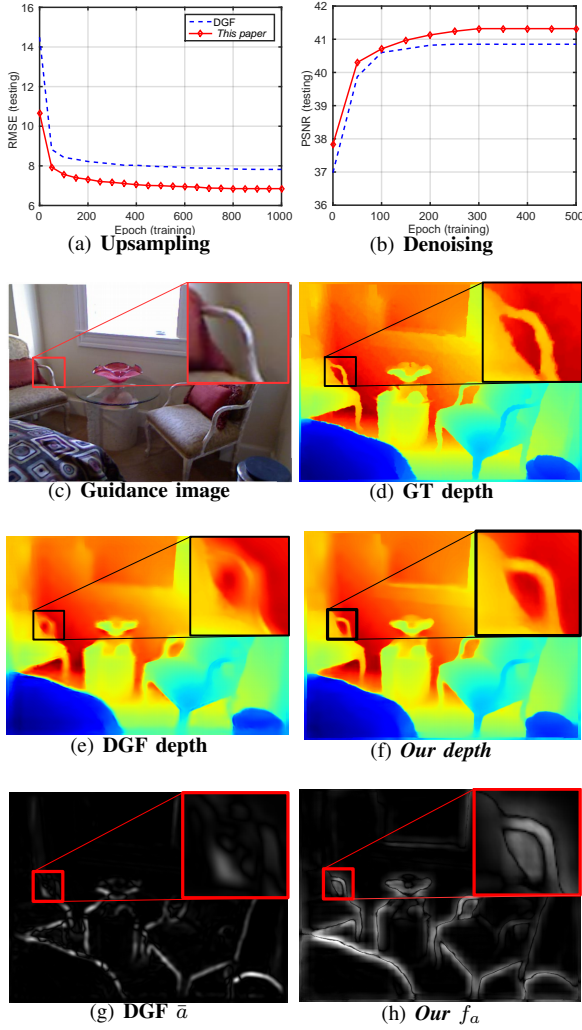 DGF
This paper
RMSE (testing)
16
14
12
10
8
6
0
200
400
600
800
1000
Epoch (training)
(a) Upsampling
PSNR (testing)
42
41
40
39
38
37
36
0
100
200
300
400
500
Epoch (training)
(b) Denoising
(c) Guidance image
(d) GT depth
(e) DGF depth
(f) Our depth
(g) DGF ā
(h) Our f_a